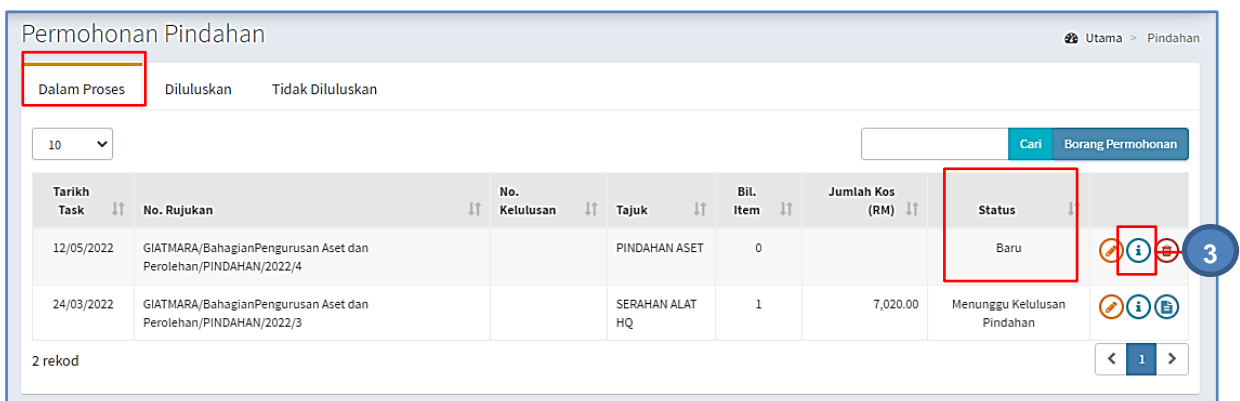 Permohonan Pindahan
Utama > Pindahan
Dalam Proses Diluluskan Tidak Diluluskan
10
Cari Borang Permohonan
Tarikh Task No. Rujukan No. Kelulusan Tajuk Bil. Item Jumlah Kos (RM) Status
12/05/2022 GIATMARA/BahagianPengurusan Aset dan PINDAHAN ASET 0 Baru
Perolehan/PINDAHAN/2022/4
3
24/03/2022 GIATMARA/BahagianPengurusan Aset dan SERAHAN ALAT 1 7,020.00 Menunggu Kelulusan
Perolehan/PINDAHAN/2022/3 HQ Pindahan
2 rekod
< 1 >